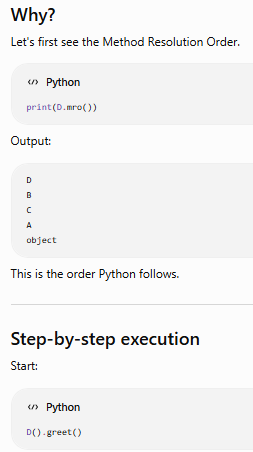 Why?
Let's first see the Method Resolution Order.
</> Python
print(D.mro())
Output:
D
B
C
A
object
This is the order Python follows.
Step-by-step execution
Start:
</> Python
D().greet()